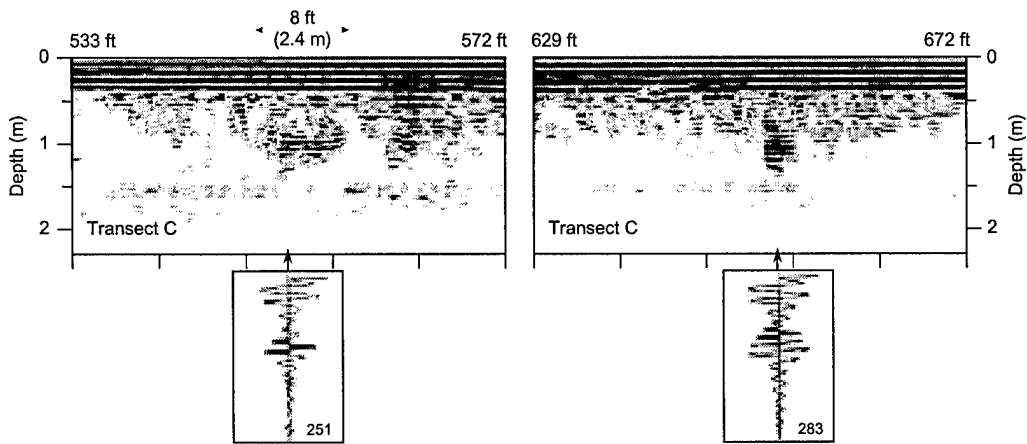 8 ft
(2.4 m)
533 ft
572 ft
629 ft
672 ft
0
1
2
Depth (m)
Transect C
0
1
2
Depth (m)
Transect C
251
283